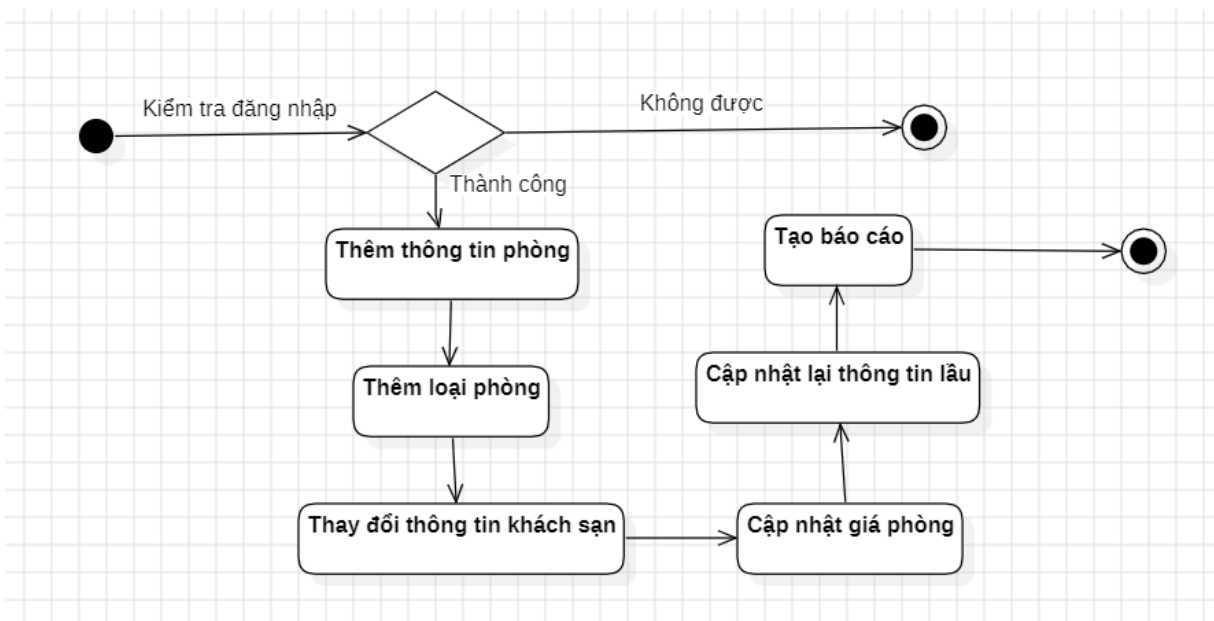 Kiểm tra đăng nhập
Không được
Thành công
Thêm thông tin phòng
Thêm loại phòng
Thay đổi thông tin khách sạn
Cập nhật giá phòng
Cập nhật lại thông tin lầu
Tạo báo cáo